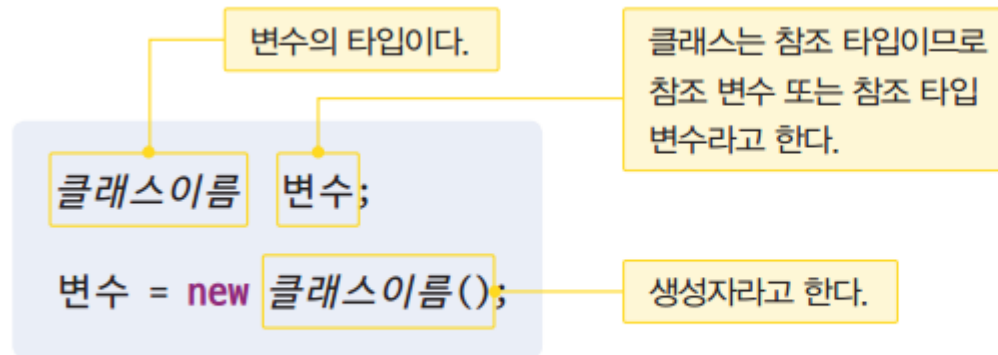 변수의 타입이다.
클래스는 참조 타입이므로
참조 변수 또는 참조 타입
변수라고 한다.
클래스이름 변수;
변수 = new 클래스이름();
생성자라고 한다.